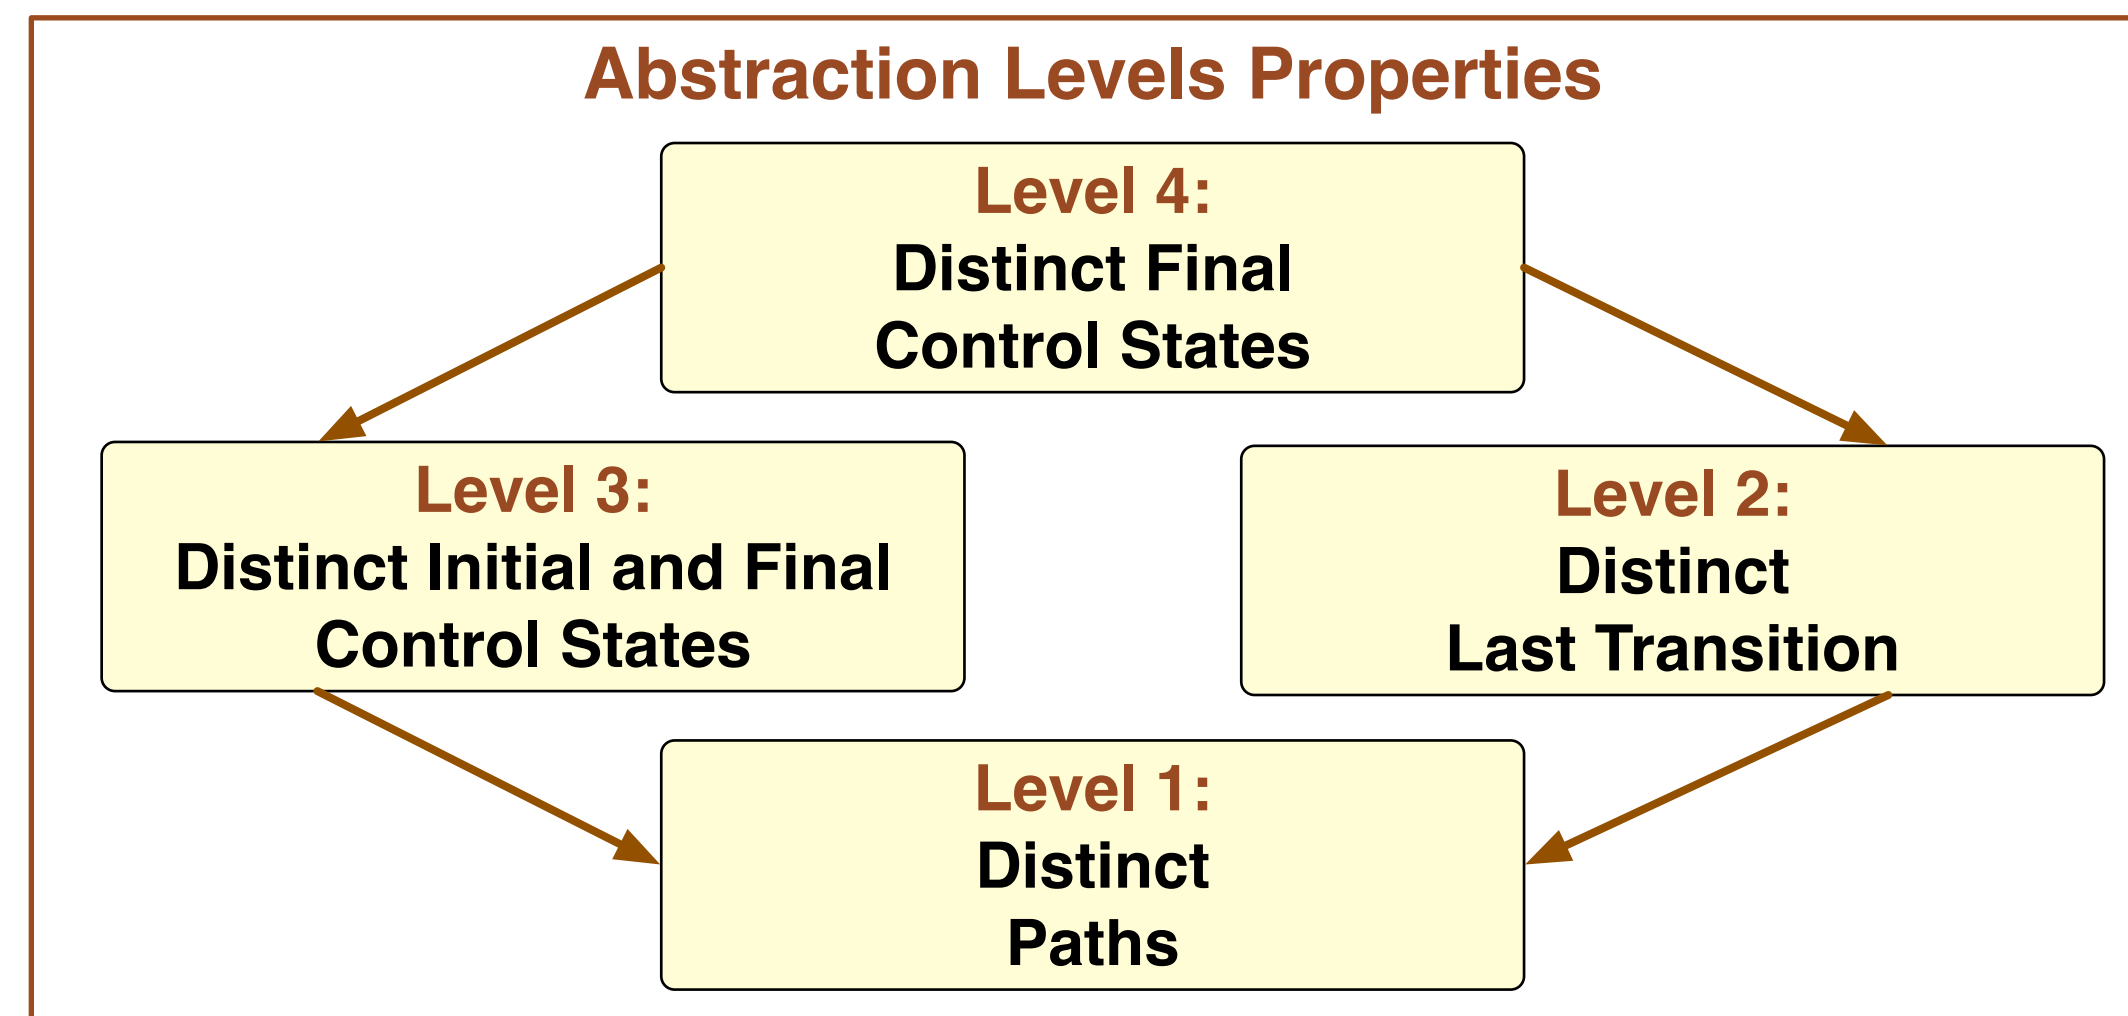 Abstraction Levels Properties
Level 4:
Distinct Final
Control States
Level 3:
Distinct Initial and Final
Control States
Level 2:
Distinct
Last Transition
Level 1:
Distinct
Paths